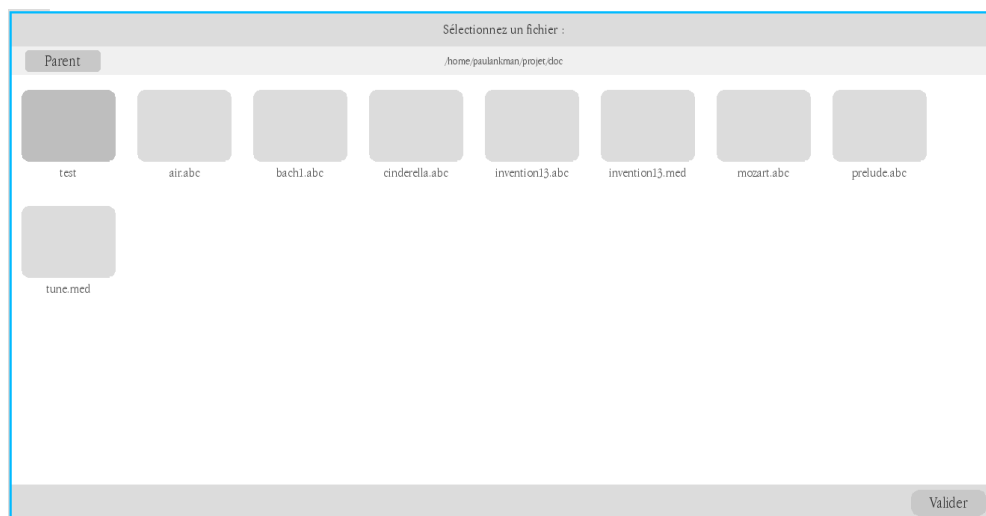 Sélectionnez un fichier :
Parent
/home/paulankman/projet/doc
test
air.abc
bach1.abc
cinderella.abc
invention13.abc
invention13.med
mozart.abc
prelude.abc
tune.med
Valider